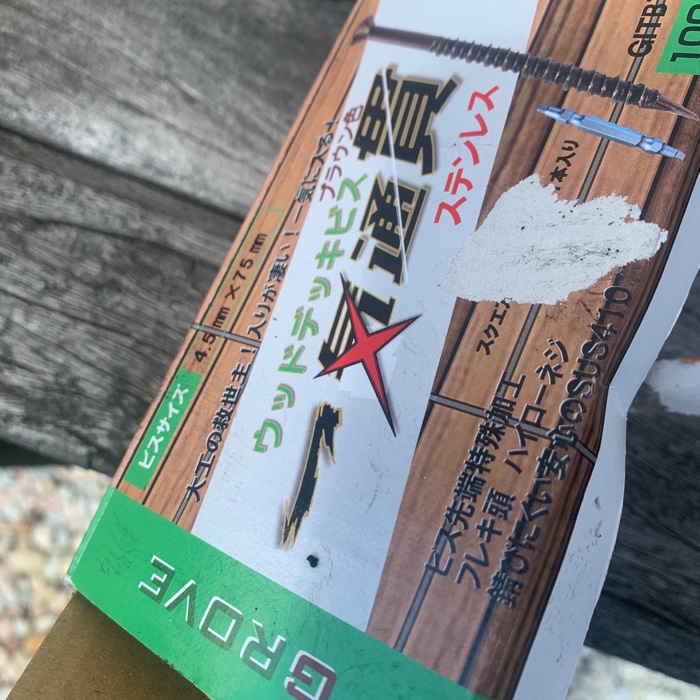 GROVE
ビスサイズ 4.5mm×75mm
大工の救世主！入りが凄い！一気に入る！
ブラウン色
ウッドデッキビス
一気通貫
ステンレス
本入り
スクエ
ビス先端特殊加工
フレキ頭 ハイローネジ
錆びにくい安心のSUS410
GITB
100